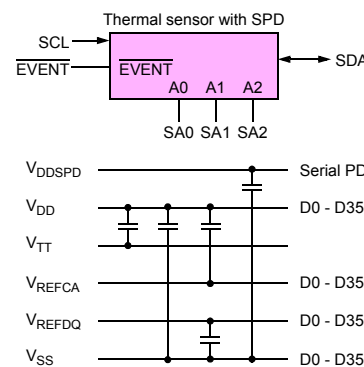 Thermal sensor with SPD
SCL
EVENT
EVENT
SDA
A0 A1 A2
SA0 SA1 SA2
VDDSPD
Serial PD
VDD
D0 - D35
VTT
VREFCA
D0 - D35
VREFDQ
D0 - D35
VSS
D0 - D35